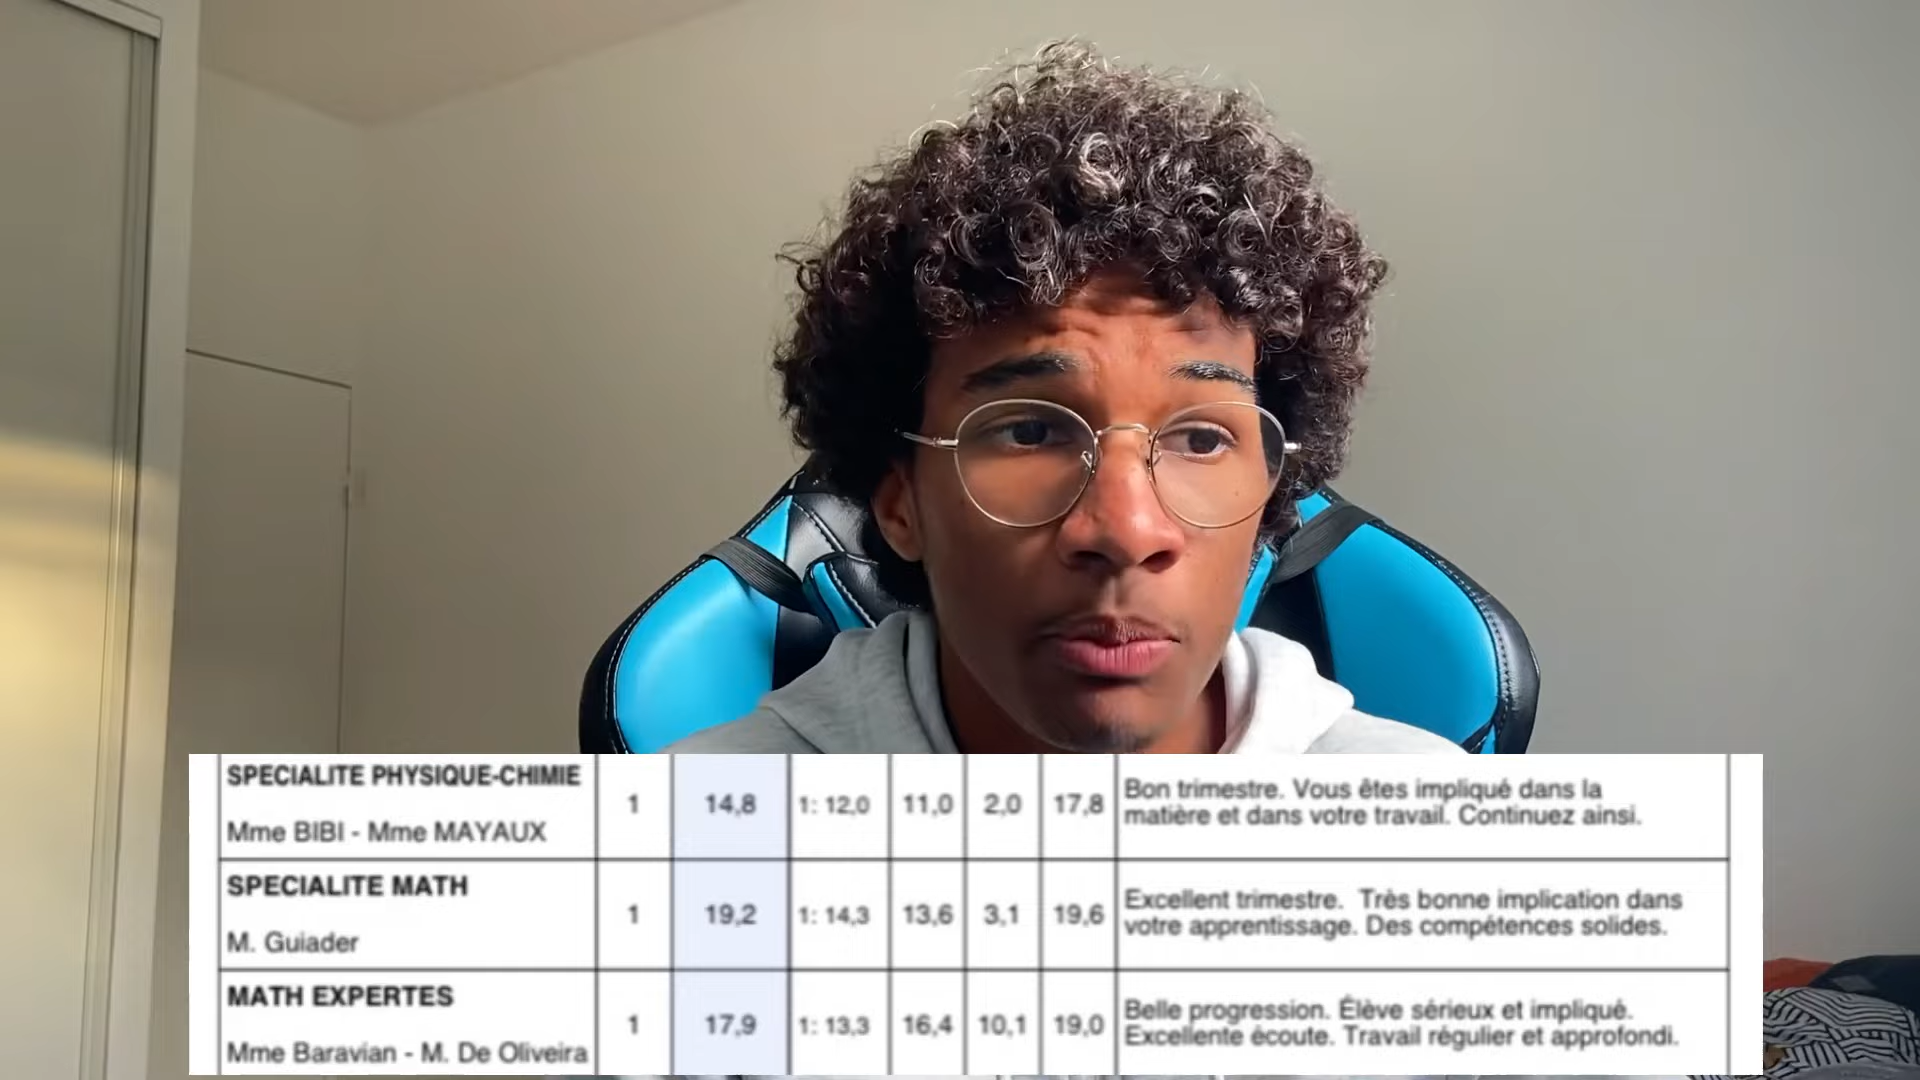 SPECIALITE PHYSIQUE-CHIMIE
Mme BIBI - Mme MAYAUX
1
14,8
1: 12,0
11,0
2,0
17,8
Bon trimestre. Vous êtes impliqué dans la
matière et dans votre travail. Continuez ainsi.
SPECIALITE MATH
M. Guiader
1
19,2
1: 14,3
13,6
3,1
19,6
Excellent trimestre. Très bonne implication dans
votre apprentissage. Des compétences solides.
MATH EXPERTES
Mme Baravian - M. De Oliveira
1
17,9
1: 13,3
16,4
10,1
19,0
Belle progression. Élève sérieux et impliqué.
Excellente écoute. Travail régulier et approfondi.